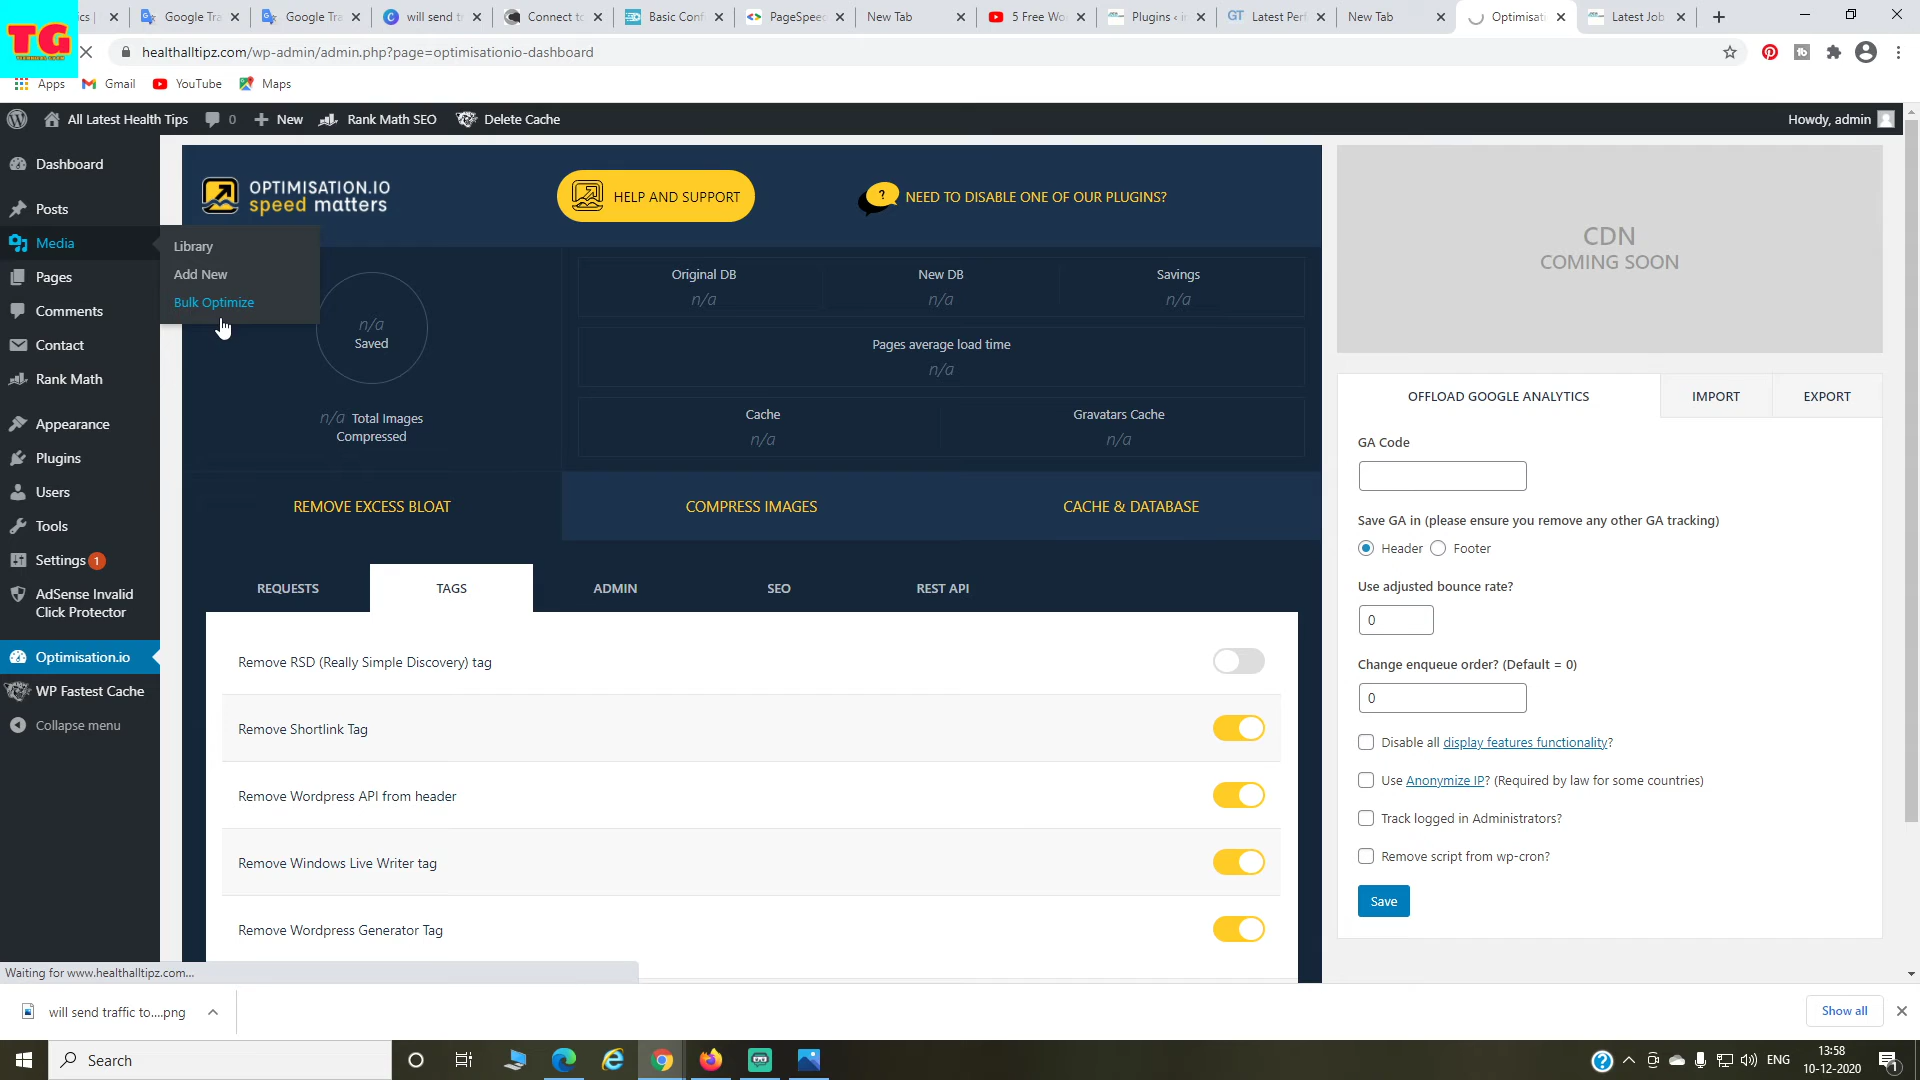 TG
TECHNICAL GAGAN
tics
Google Tra
Google Tra
will send t
Connect to
Basic Conf
PageSpeed
New Tab
5 Free Wo
Plugins ‹ in
Latest Perf
New Tab
Optimisati
Latest Job
healthalltipz.com/wp-admin/admin.php?page=optimisationio-dashboard
Apps
Gmail
YouTube
Maps
All Latest Health Tips
0
New
Rank Math SEO
Delete Cache
Howdy, admin
Dashboard
Posts
Media
Pages
Comments
Contact
Rank Math
Appearance
Plugins
Users
Tools
Settings 1
AdSense Invalid
Click Protector
Optimisation.io
WP Fastest Cache
Collapse menu
Library
Add New
Bulk Optimize
OPTIMISATION.IO
speed matters
HELP AND SUPPORT
? NEED TO DISABLE ONE OF OUR PLUGINS?
n/a
Saved
n/a Total Images
Compressed
Original DB
n/a
New DB
n/a
Savings
n/a
Pages average load time
n/a
Cache
n/a
Gravatars Cache
n/a
REMOVE EXCESS BLOAT
COMPRESS IMAGES
CACHE & DATABASE
REQUESTS
TAGS
ADMIN
SEO
REST API
Remove RSD (Really Simple Discovery) tag
Remove Shortlink Tag
Remove Wordpress API from header
Remove Windows Live Writer tag
Remove Wordpress Generator Tag
CDN
COMING SOON
OFFLOAD GOOGLE ANALYTICS
IMPORT
EXPORT
GA Code
Save GA in (please ensure you remove any other GA tracking)
Header
Footer
Use adjusted bounce rate?
0
Change enqueue order? (Default = 0)
0
Disable all display features functionality?
Use Anonymize IP? (Required by law for some countries)
Track logged in Administrators?
Remove script from wp-cron?
Save
Waiting for www.healthalltipz.com...
will send traffic to....png
Show all
Search
ENG
13:58
10-12-2020
1